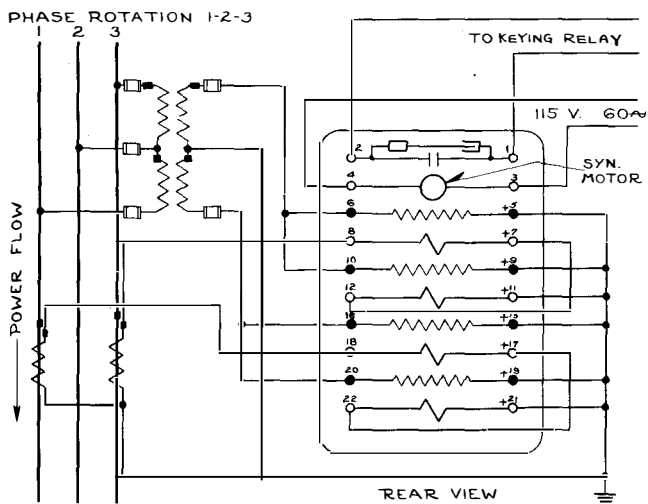 PHASE ROTATION 1-2-3
1 2 3
TO KEYING RELAY
115 V. 60~
SYN.
MOTOR
2 1
4 3
6 +5
8 +7
10 +9
12 +11
+15
18 +17
20 +19
22 +21
POWER FLOW
REAR VIEW